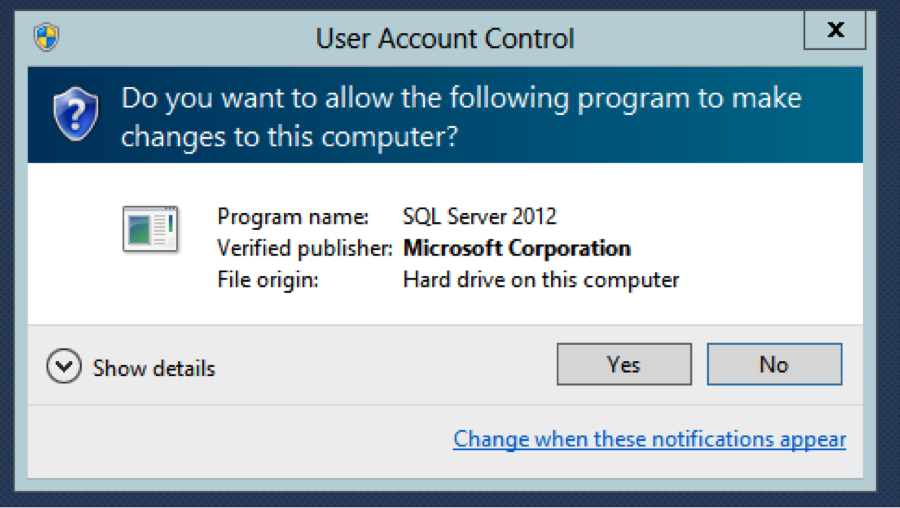 User Account Control
X
Do you want to allow the following program to make
changes to this computer?
Program name: SQL Server 2012
Verified publisher: Microsoft Corporation
File origin: Hard drive on this computer
Show details
Yes
No
Change when these notifications appear